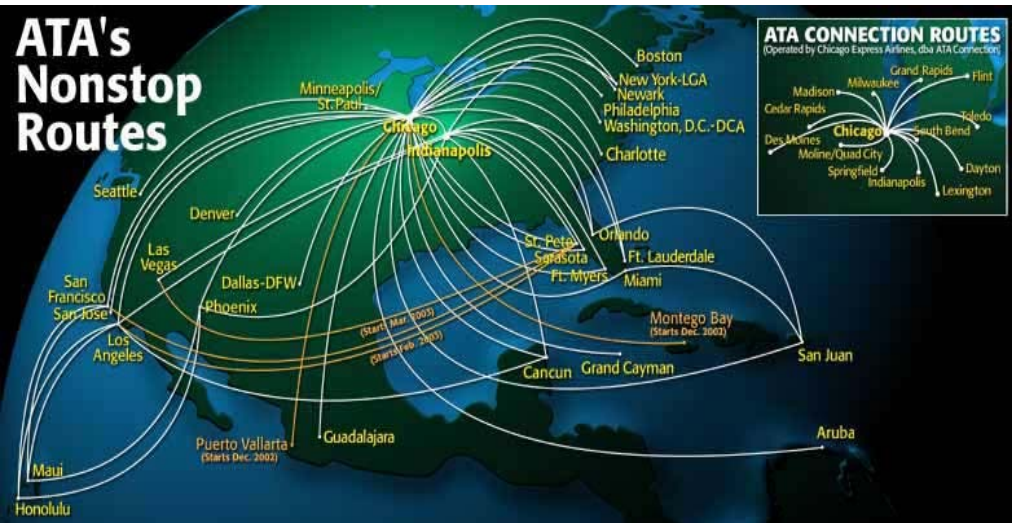 ATA's
Nonstop
Routes
ATA CONNECTION ROUTES
(Operated by Chicago Express Airlines, dba ATA Connection)
Grand Rapids
Flint
Milwaukee
Madison
Cedar Rapids
Toledo
Chicago
South Bend
Des Moines
Moline/Quad City
Springfield
Dayton
Indianapolis
Lexington
Boston
New York-LGA
Newark
Philadelphia
Washington, D.C.-DCA
Charlotte
Minneapolis/
St. Paul
Chicago
Indianapolis
Seattle
Denver
Las
Vegas
San
Francisco
San Jose
Los
Angeles
Dallas-DFW
Phoenix
St. Pete
Sarasota
Ft. Myers
Orlando
Ft. Lauderdale
Miami
(Starts Mar. 2003)
(Starts Feb. 2003)
Montego Bay
(Starts Dec. 2002)
San Juan
Cancun
Grand Cayman
Aruba
Puerto Vallarta
(Starts Dec. 2002)
Guadalajara
Maui
Honolulu